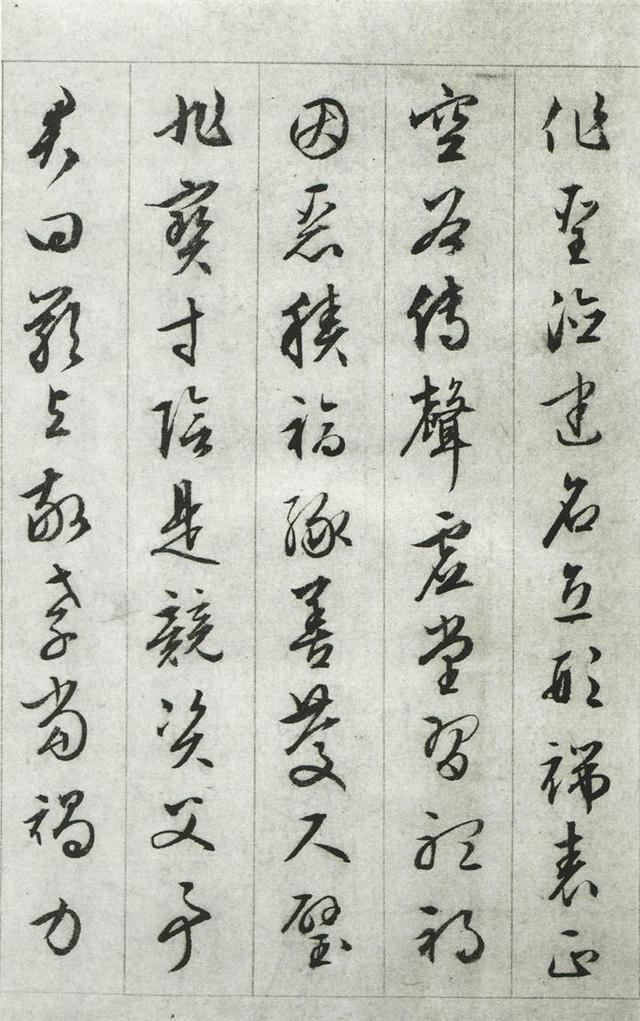 作聖德建名立形端表正
空谷傳聲虛堂習聽禍
因惡積福緣善慶尺璧
非寶寸陰是競資父事
君曰嚴與敬孝當竭力